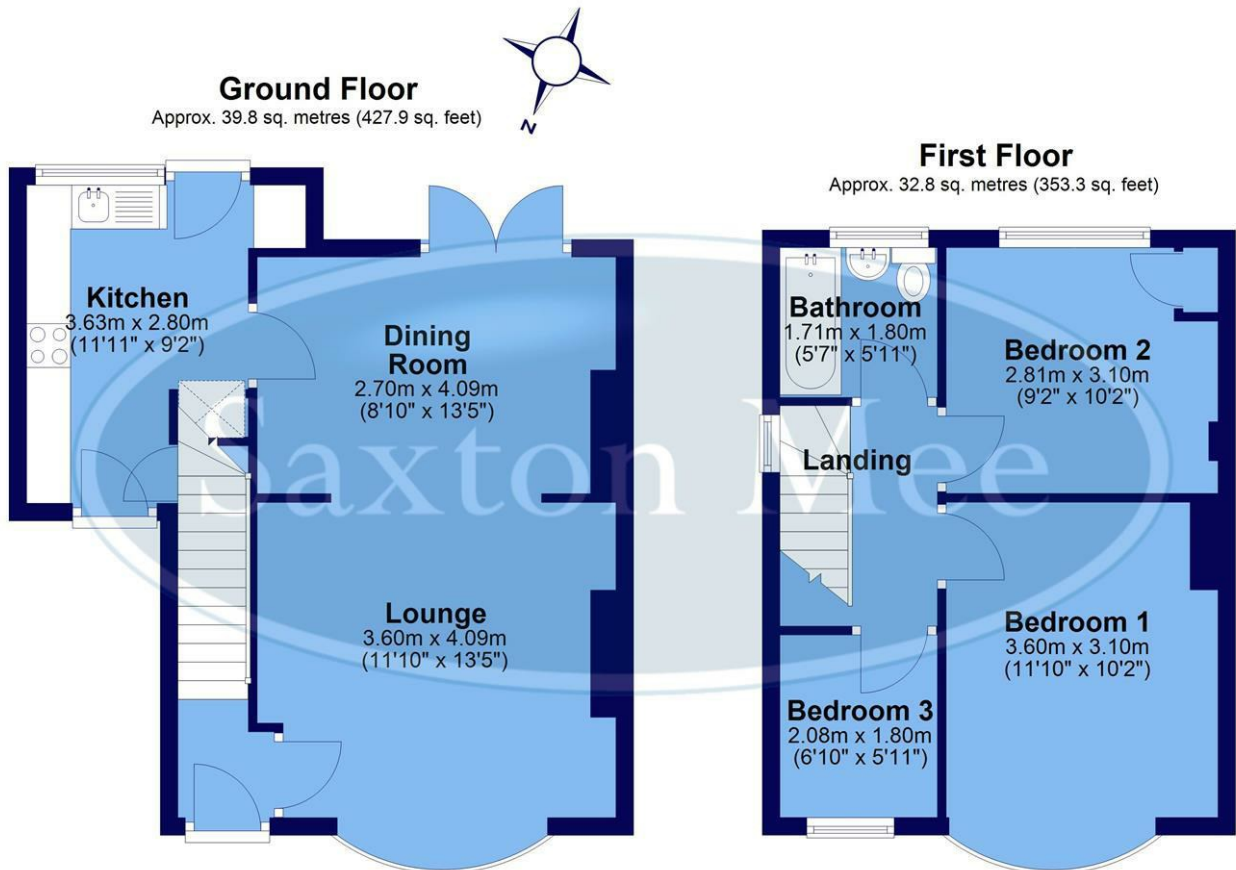 Ground Floor
Approx. 39.8 sq. metres (427.9 sq. feet)
N
First Floor
Approx. 32.8 sq. metres (353.3 sq. feet)
Kitchen
3.63m x 2.80m
(11'11" x 9'2")
Dining
Room
2.70m x 4.09m
(8'10" x 13'5")
Lounge
3.60m x 4.09m
(11'10" x 13'5")
Bathroom
1.71m x 1.80m
(5'7" x 5'11")
Bedroom 2
2.81m x 3.10m
(9'2" x 10'2")
Landing
Bedroom 1
3.60m x 3.10m
(11'10" x 10'2")
Bedroom 3
2.08m x 1.80m
(6'10" x 5'11")
Saxton Mee